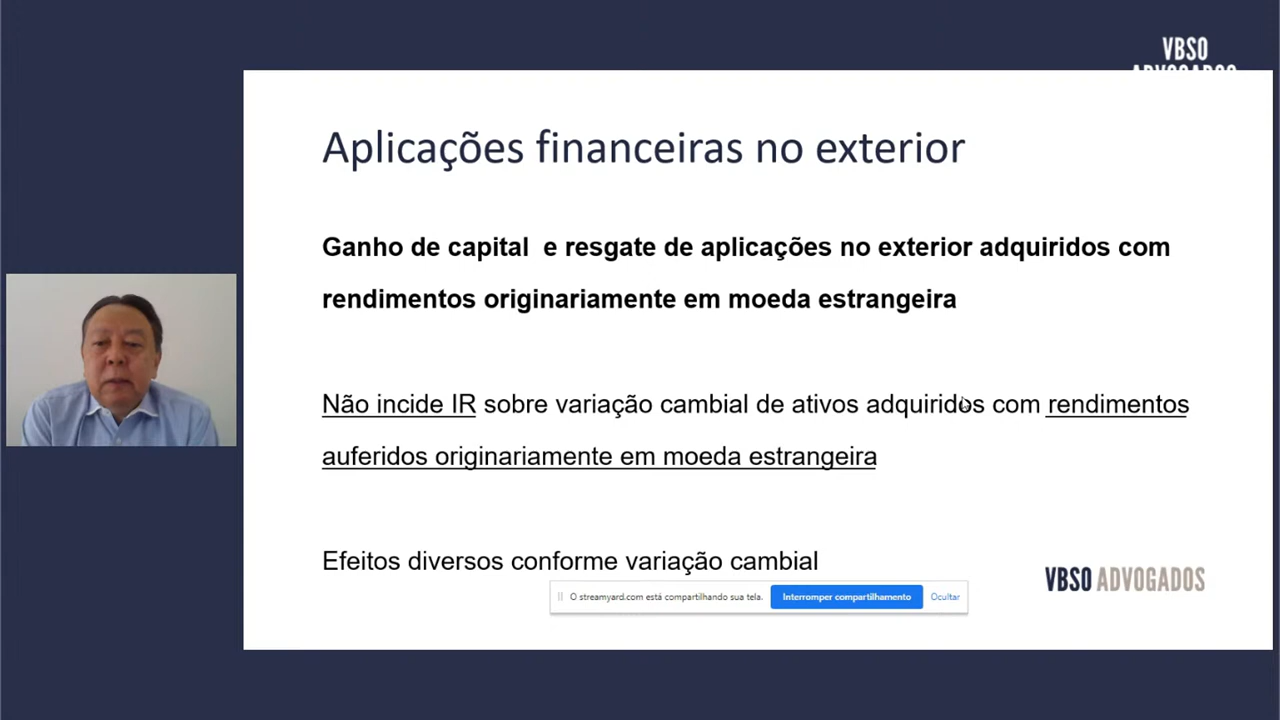 VBSO
ADVOGADOS
Aplicações financeiras no exterior
Ganho de capital  e resgate de aplicações no exterior adquiridos com
rendimentos originariamente em moeda estrangeira
Não incide IR sobre variação cambial de ativos adquiridos com rendimentos
auferidos originariamente em moeda estrangeira
Efeitos diversos conforme variação cambial
VBSO ADVOGADOS
O streamyard.com está compartilhando sua tela. Interromper compartilhamento Ocultar